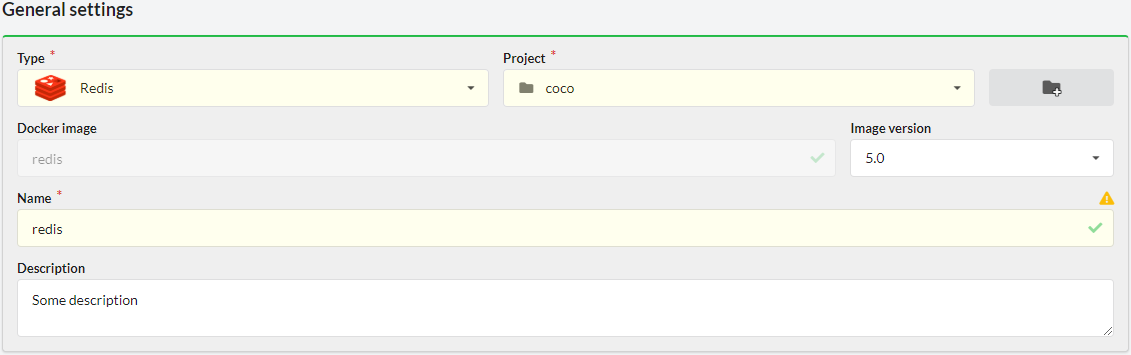 General settings
Type *
Project *
Redis
coco
Docker image
Image version
redis
5.0
Name *
redis
Description
Some description